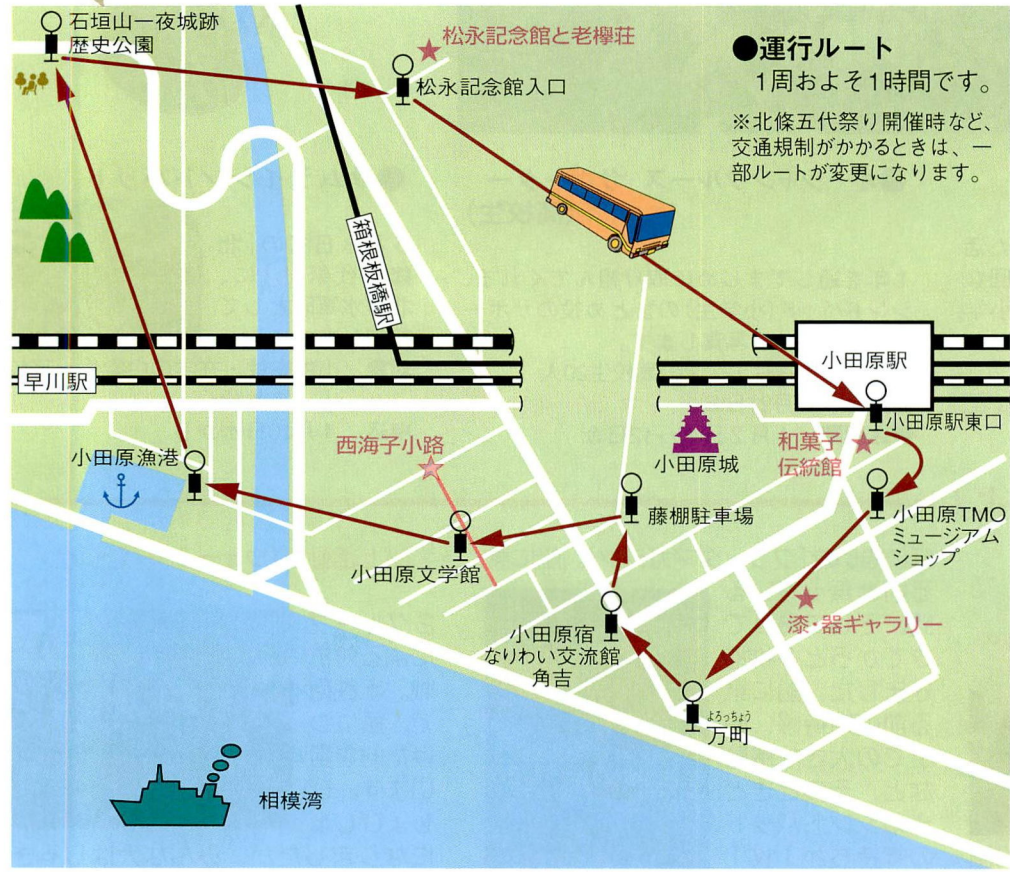 石垣山一夜城跡
歴史公園
松永記念館と老欅荘
松永記念館入口
●運行ルート
1周およそ1時間です。
※北條五代祭り開催時など、
交通規制がかかるときは、一
部ルートが変更になります。
箱根板橋駅
早川駅
小田原駅
小田原駅東口
和菓子
伝統館
小田原城
西海子小路
小田原漁港
藤棚駐車場
小田原TMO
ミュージアム
ショップ
小田原文学館
漆・器ギャラリー
小田原宿
なりわい交流館
角吉
よろっちょう
万町
相模湾